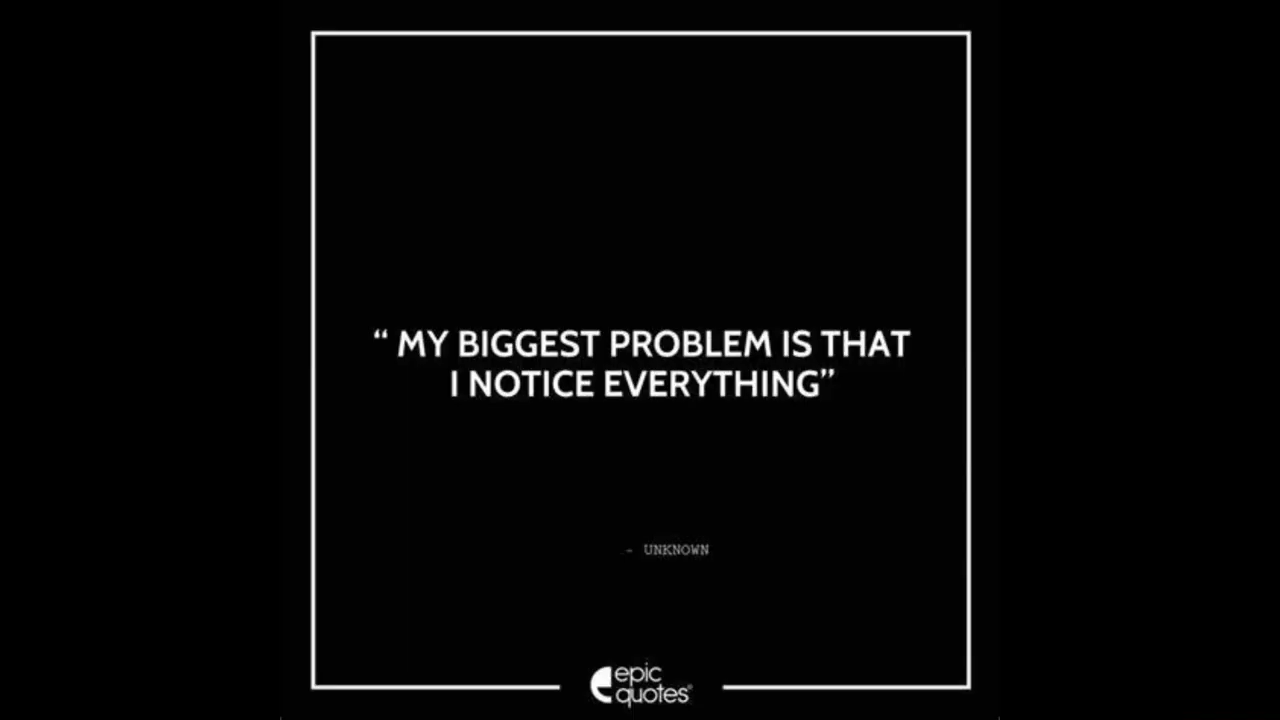 “ MY BIGGEST PROBLEM IS THAT
I NOTICE EVERYTHING”
- UNKNOWN
epic
quotes®